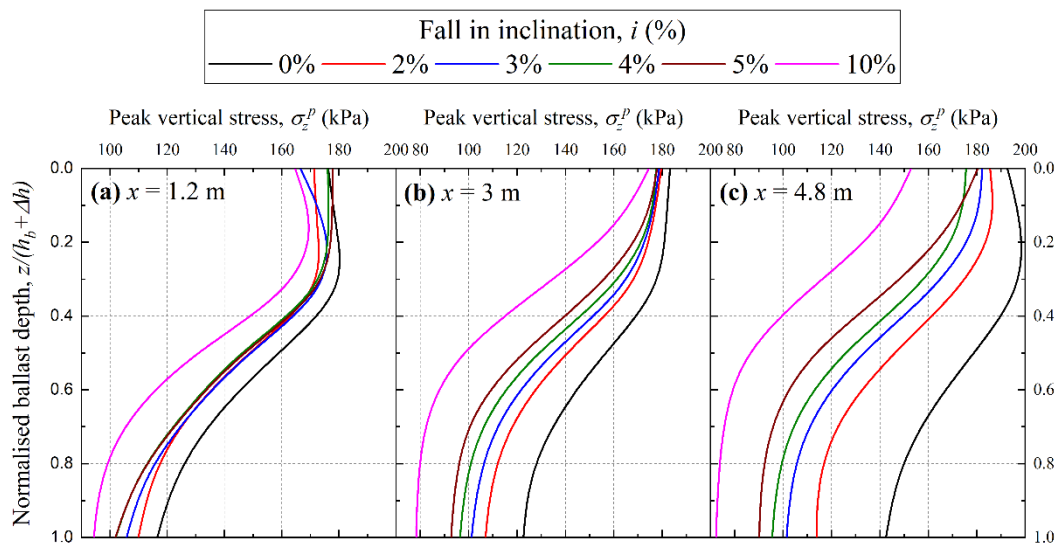 Fall in inclination, i (%)
0% 2% 3% 4% 5% 10%
Peak vertical stress, σzᵖ (kPa) Peak vertical stress, σzᵖ (kPa) Peak vertical stress, σzᵖ (kPa)
100 120 140 160 180 200 80 100 120 140 160 180 200 80 100 120 140 160 180 200
0.0 (a) x = 1.2 m (b) x = 3 m (c) x = 4.8 m 0.0
0.2 0.2
0.4 0.4
0.6 0.6
0.8 0.8
1.0 1.0
Normalised ballast depth, z/(hb + Δh)